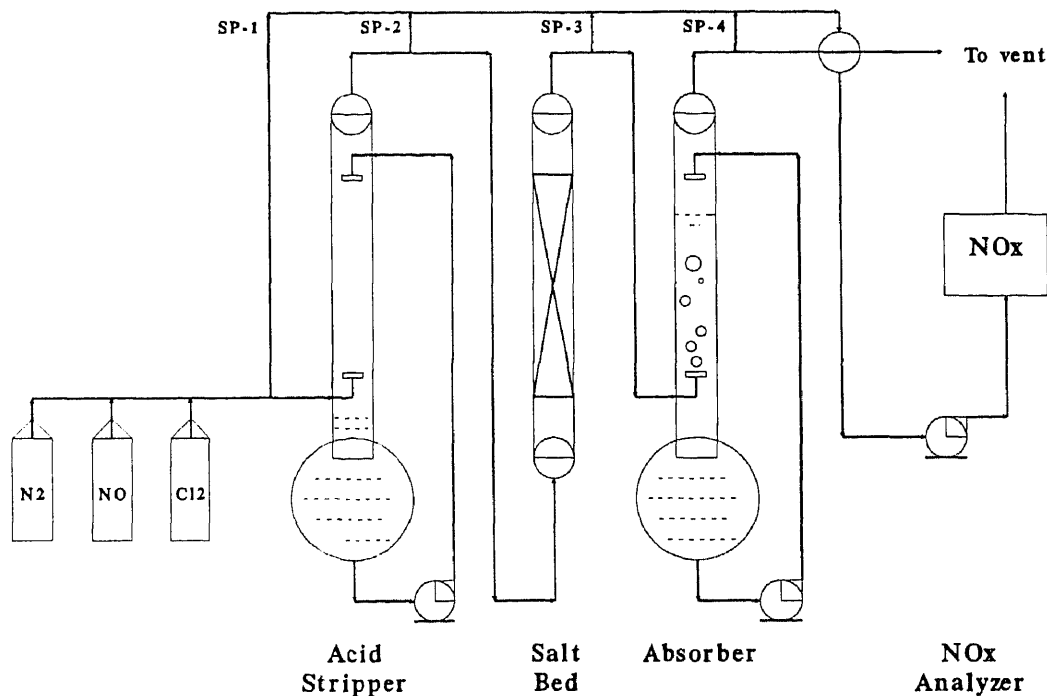 SP-1
SP-2
SP-3
SP-4
To vent
NOx
N2
NO
Cl2
Acid
Stripper
Salt
Bed
Absorber
NOx
Analyzer